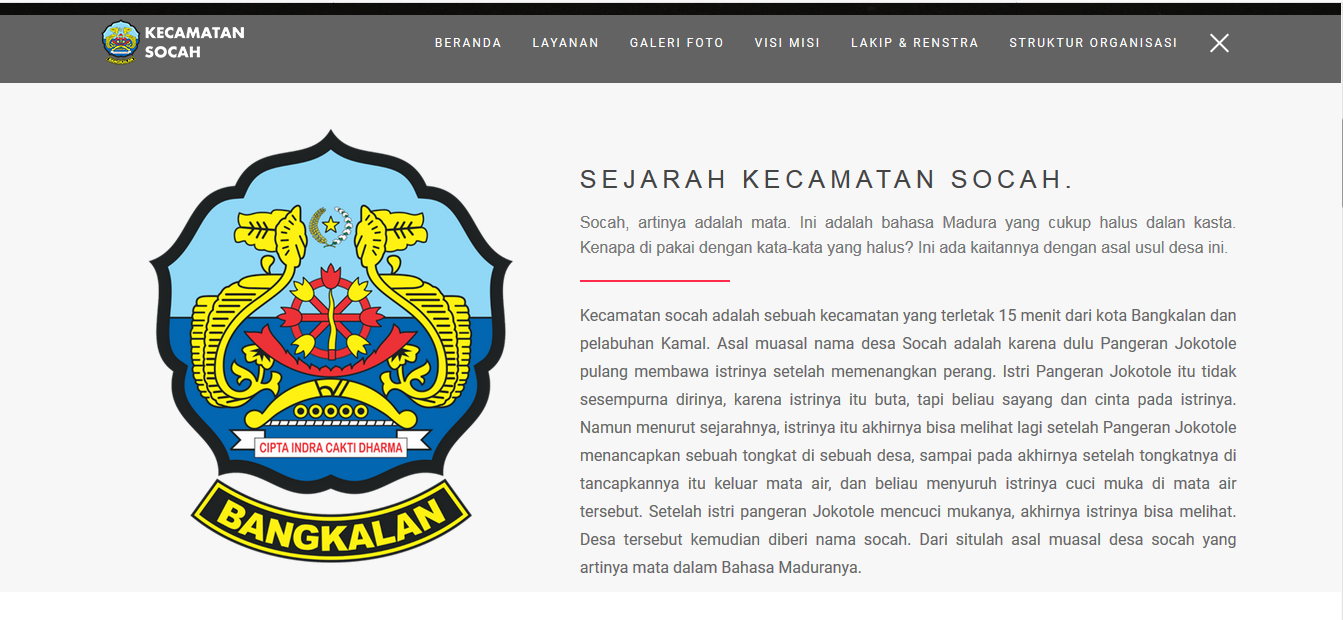 KECAMATAN
SOCAH
BERANDA LAYANAN GALERI FOTO VISI MISI LAKIP & RENSTRA STRUKTUR ORGANISASI
CIPTA INDRA CAKTI DHARMA
BANGKALAN
SEJARAH KECAMATAN SOCAH.
Socah, artinya adalah mata. Ini adalah bahasa Madura yang cukup halus dalan kasta.
Kenapa di pakai dengan kata-kata yang halus? Ini ada kaitannya dengan asal usul desa ini.
Kecamatan socah adalah sebuah kecamatan yang terletak 15 menit dari kota Bangkalan dan
pelabuhan Kamal. Asal muasal nama desa Socah adalah karena dulu Pangeran Jokotole
pulang membawa istrinya setelah memenangkan perang. Istri Pangeran Jokotole itu tidak
sesempurna dirinya, karena istrinya itu buta, tapi beliau sayang dan cinta pada istrinya.
Namun menurut sejarahnya, istrinya itu akhirnya bisa melihat lagi setelah Pangeran Jokotole
menancapkan sebuah tongkat di sebuah desa, sampai pada akhirnya setelah tongkatnya di
tancapkannya itu keluar mata air, dan beliau menyuruh istrinya cuci muka di mata air
tersebut. Setelah istri pangeran Jokotole mencuci mukanya, akhirnya istrinya bisa melihat.
Desa tersebut kemudian diberi nama socah. Dari situlah asal muasal desa socah yang
artinya mata dalam Bahasa Maduranya.